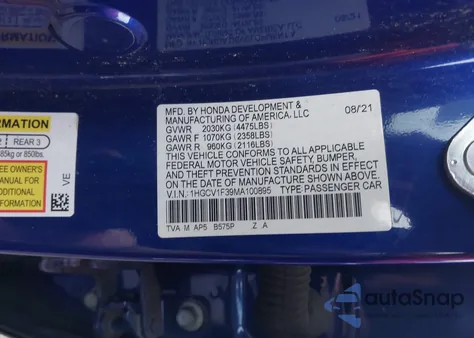 MFD. BY HONDA DEVELOPMENT &
MANUFACTURING OF AMERICA, LLC 08/21
GVWR 2030KG (4475LBS)
GAWR F 1070KG (2358LBS)
GAWR R 960KG (2116LBS)
THIS VEHICLE CONFORMS TO ALL APPLICABLE
FEDERAL MOTOR VEHICLE SAFETY, BUMPER,
AND THEFT PREVENTION STANDARDS IN EFFECT
ON THE DATE OF MANUFACTURE SHOWN ABOVE.
V.I.N.: 1HGCV1F39MA100895 TYPE PASSENGER CAR
TVA M AP5 B575P Z A
REAR 3
850lbs.
SEE OWNER'S
MANUAL FOR
ADDITIONAL
INFORMATION
VE
autoSnap